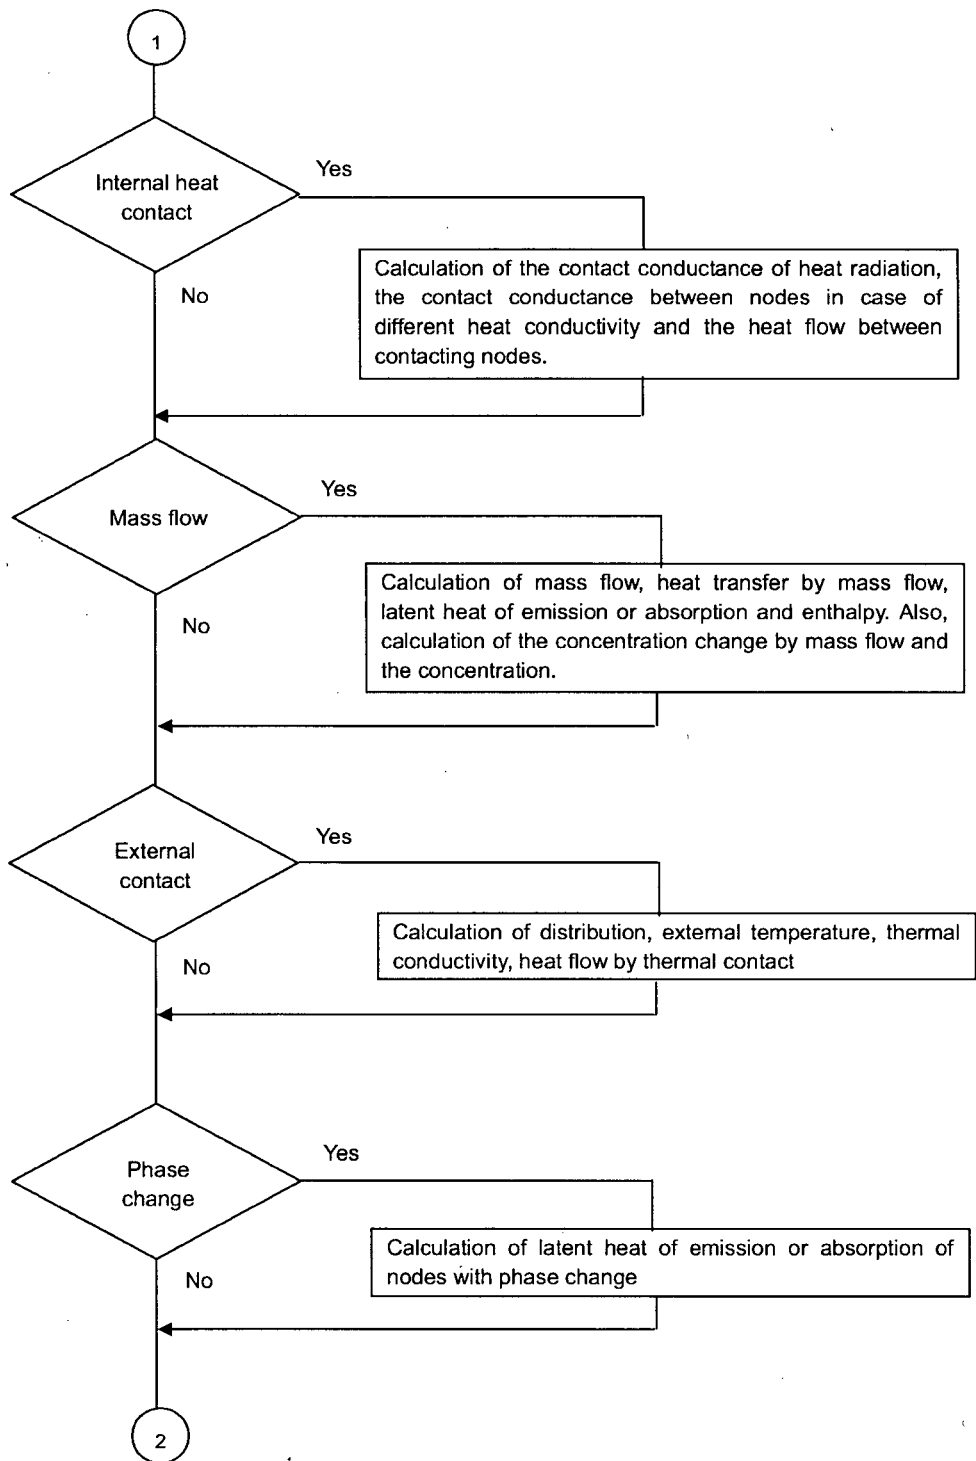 1
Yes
Internal heat
contact
Calculation of the contact conductance of heat radiation,
the contact conductance between nodes in case of
different heat conductivity and the heat flow between
contacting nodes.
No
Yes
Mass flow
Calculation of mass flow, heat transfer by mass flow,
latent heat of emission or absorption and enthalpy. Also,
calculation of the concentration change by mass flow and
the concentration.
No
Yes
External
contact
Calculation of distribution, external temperature, thermal
conductivity, heat flow by thermal contact
No
Yes
Phase
change
Calculation of latent heat of emission or absorption of
nodes with phase change
No
2